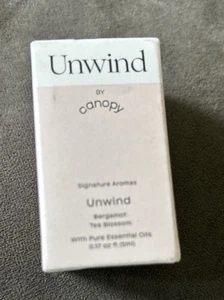 Unwind
BY
canopy
Signature Aromas
Unwind
Bergamot
Tea Blossom
With Pure Essential Oils
0.17 oz fl (5ml)